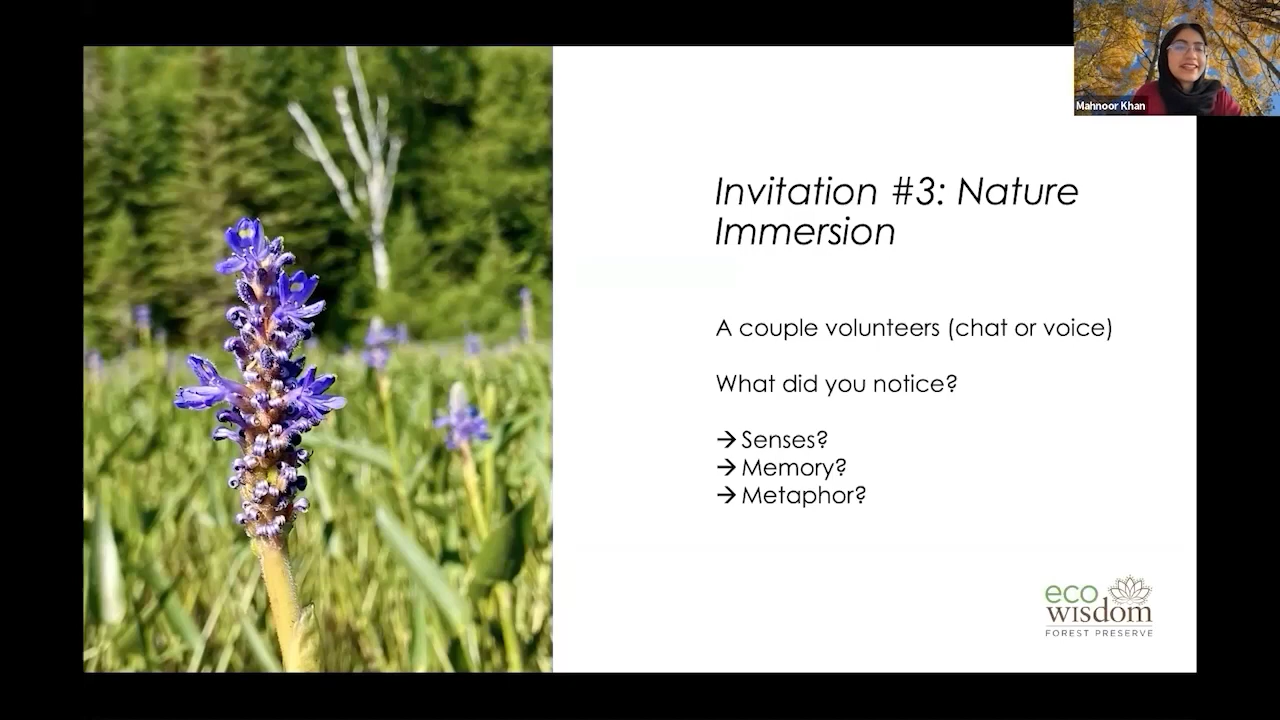 Mahnoor Khan
Invitation #3: Nature
Immersion
A couple volunteers (chat or voice)
What did you notice?
→ Senses?
→ Memory?
→ Metaphor?
eco
wisdom
FOREST PRESERVE